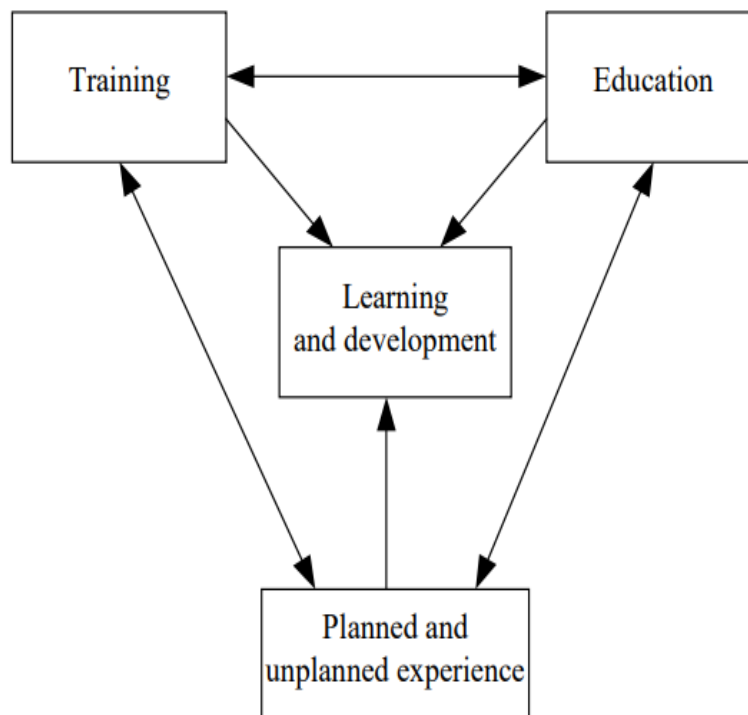 Training
Education
Learning
and development
Planned and
unplanned experience